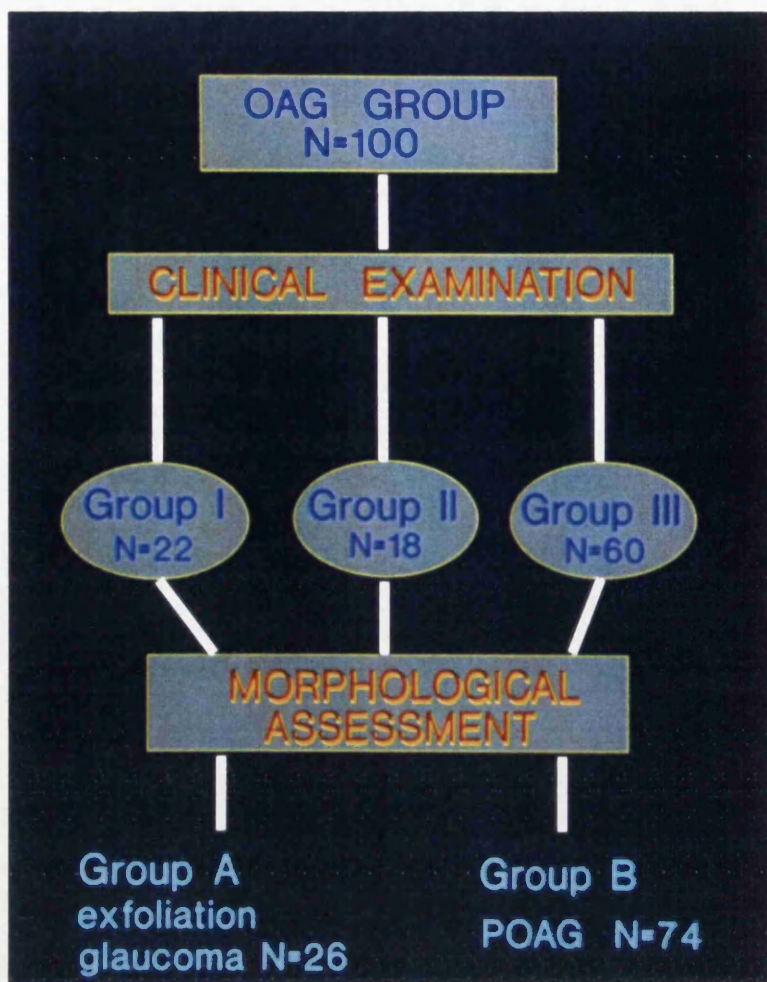 OAG GROUP
N=100
CLINICAL EXAMINATION
Group I
N=22
Group II
N=18
Group III
N=60
MORPHOLOGICAL
ASSESSMENT
Group A
exfoliation
glaucoma N=26
Group B
POAG N=74